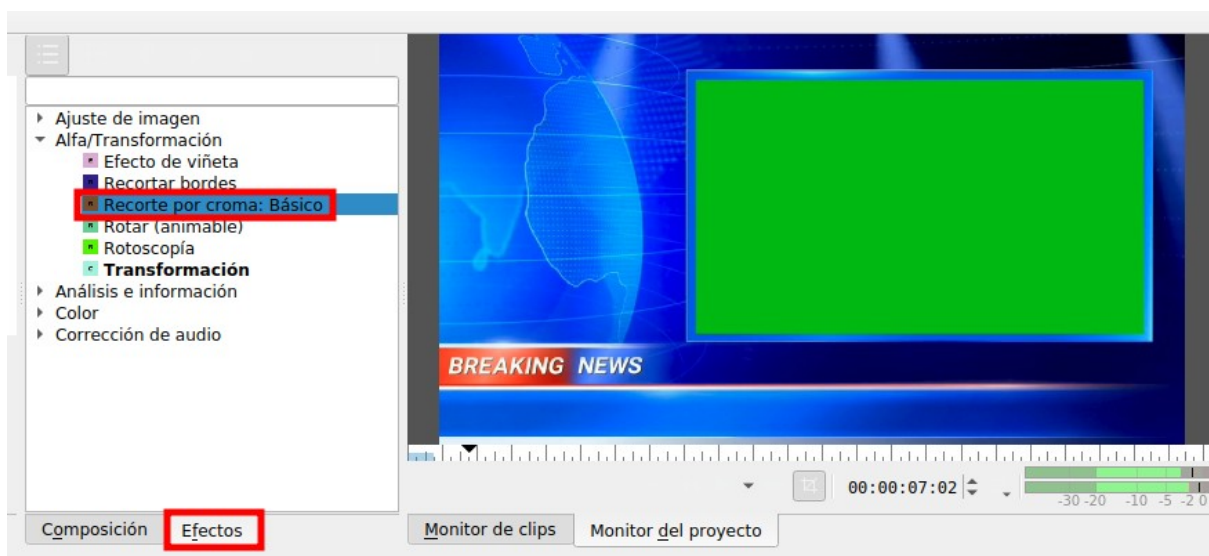 Ajuste de imagen
Alfa/Transformación
Efecto de viñeta
Recortar bordes
Recorte por croma: Básico
Rotar (animable)
Rotoscopía
Transformación
Análisis e información
Color
Corrección de audio
BREAKING NEWS
00:00:07:02
-30 -20 -10 -5 -2 0
Composición Efectos Monitor de clips Monitor del proyecto